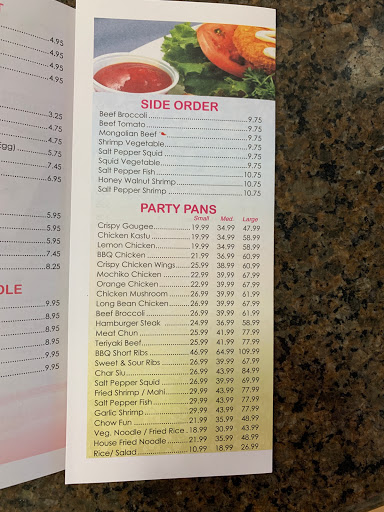 T
4.95
4.95
4.95
4.95
3.25
4.75
4.75
Egg) 5.75
7.45
6.95
5.95
5.95
5.95
7.45
8.25
DLE
9.95
8.95
8.95
8.95
9.95
9.95
SIDE ORDER
Beef Broccoli 9.75
Beef Tomato 9.75
Mongolian Beef 9.75
Shrimp Vegetable 9.75
Salt Pepper Squid 9.75
Squid Vegetable 9.75
Salt Pepper Fish 10.75
Honey Walnut Shrimp 10.75
Salt Pepper Shrimp 10.75
PARTY PANS
Small Med. Large
Crispy Gaugee 19.99 34.99 47.99
Chicken Kastu 19.99 34.99 58.99
Lemon Chicken 19.99 34.99 58.99
BBQ Chicken 21.99 36.99 60.99
Crispy Chicken Wings 25.99 38.99 60.99
Mochiko Chicken 22.99 39.99 67.99
Orange Chicken 22.99 39.99 67.99
Chicken Mushroom 26.99 39.99 61.99
Long Bean Chicken 26.99 39.99 67.99
Beef Broccoli 26.99 39.99 61.99
Hamburger Steak 24.99 36.99 58.99
Meat Chun 25.99 41.99 77.99
Teriyaki Beef 25.99 41.99 77.99
BBQ Short Ribs 46.99 64.99 109.99
Sweet & Sour Ribs 26.99 39.99 67.99
Char Siu 26.99 43.99 84.99
Salt Pepper Squid 26.99 39.99 69.99
Fried Shrimp / Mahi 29.99 43.99 77.99
Salt Pepper Fish 29.99 43.99 77.99
Garlic Shrimp 29.99 43.99 77.99
Chow Fun 21.99 35.99 48.99
Veg. Noodle / Fried Rice 18.99 30.99 43.99
House Fried Noodle 21.99 35.99 48.99
Rice/ Salad 10.99 18.99 26.99